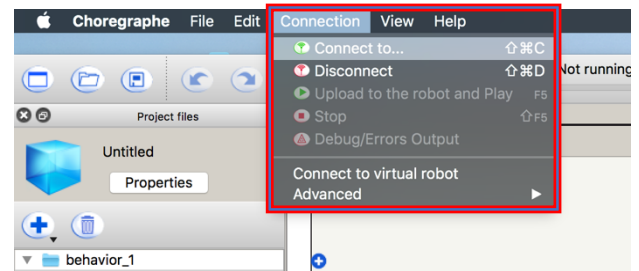 Choregraphe File Edit Connection View Help
Connect to... ⇧⌘C
Disconnect ⇧⌘D
Not running
Upload to the robot and Play F5
Stop ⇧F5
Debug/Errors Output
Connect to virtual robot
Advanced
Project files
Untitled
Properties
behavior_1